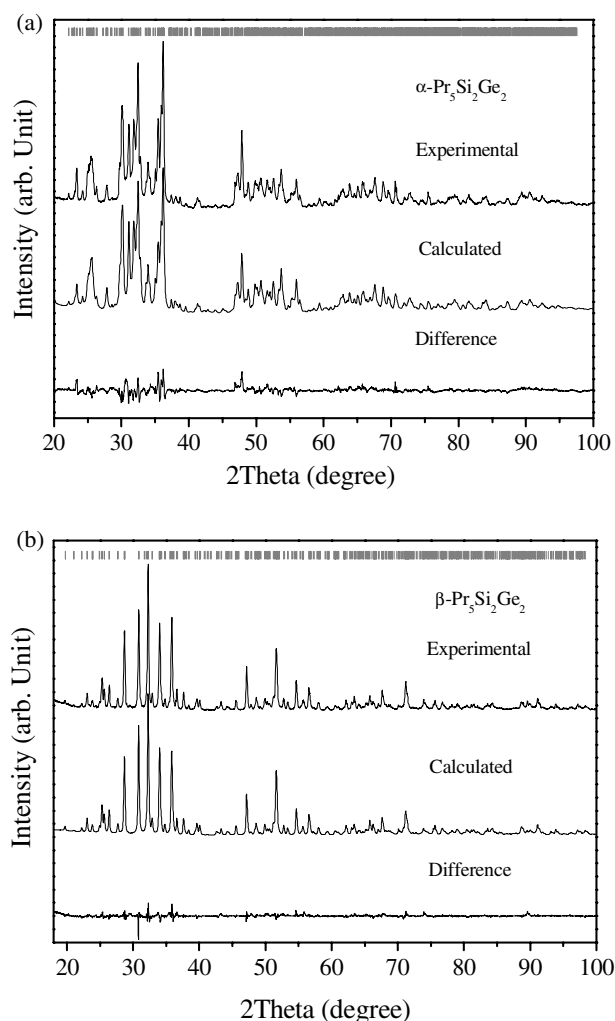 (a)
α-Pr5Si2Ge2
Experimental
Calculated
Difference
Intensity (arb. Unit)
20 30 40 50 60 70 80 90 100
2Theta (degree)
(b)
β-Pr5Si2Ge2
Experimental
Calculated
Difference
Intensity (arb. Unit)
20 30 40 50 60 70 80 90 100
2Theta (degree)